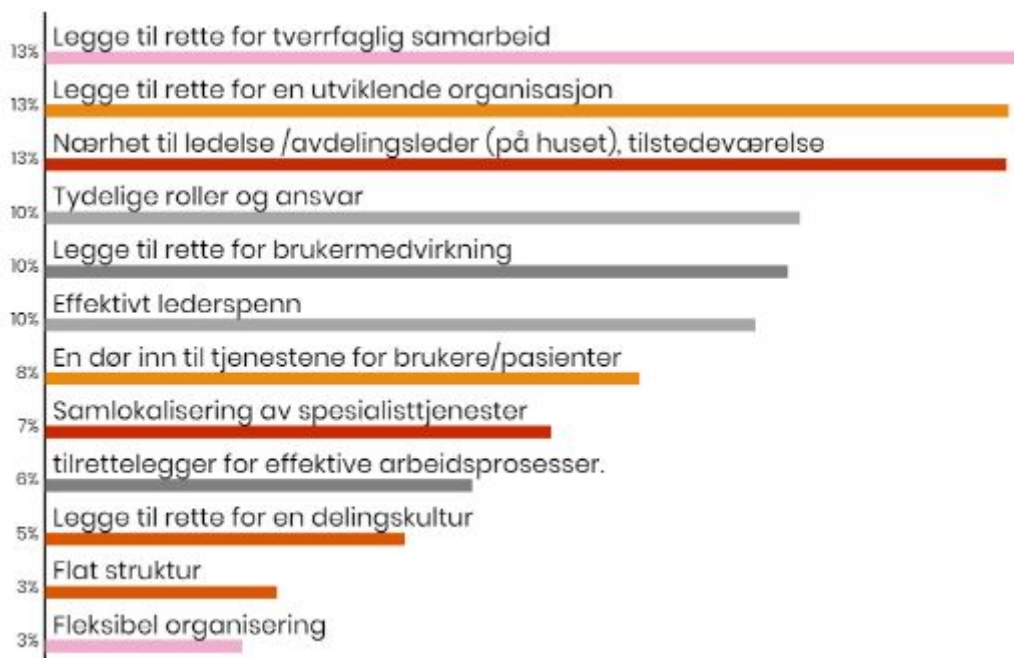 Legge til rette for tverrfaglig samarbeid
13%
Legge til rette for en utviklende organisasjon
13%
Nærhet til ledelse /avdelingsleder (på huset), tilstedeværelse
13%
Tydelige roller og ansvar
10%
Legge til rette for brukermedvirkning
10%
Effektivt lederspenn
10%
En dør inn til tjenestene for brukere/pasienter
8%
Samlokalisering av spesialisttjenester
7%
tilrettelegger for effektive arbeidsprosesser.
6%
Legge til rette for en delingskultur
5%
Flat struktur
3%
Fleksibel organisering
3%